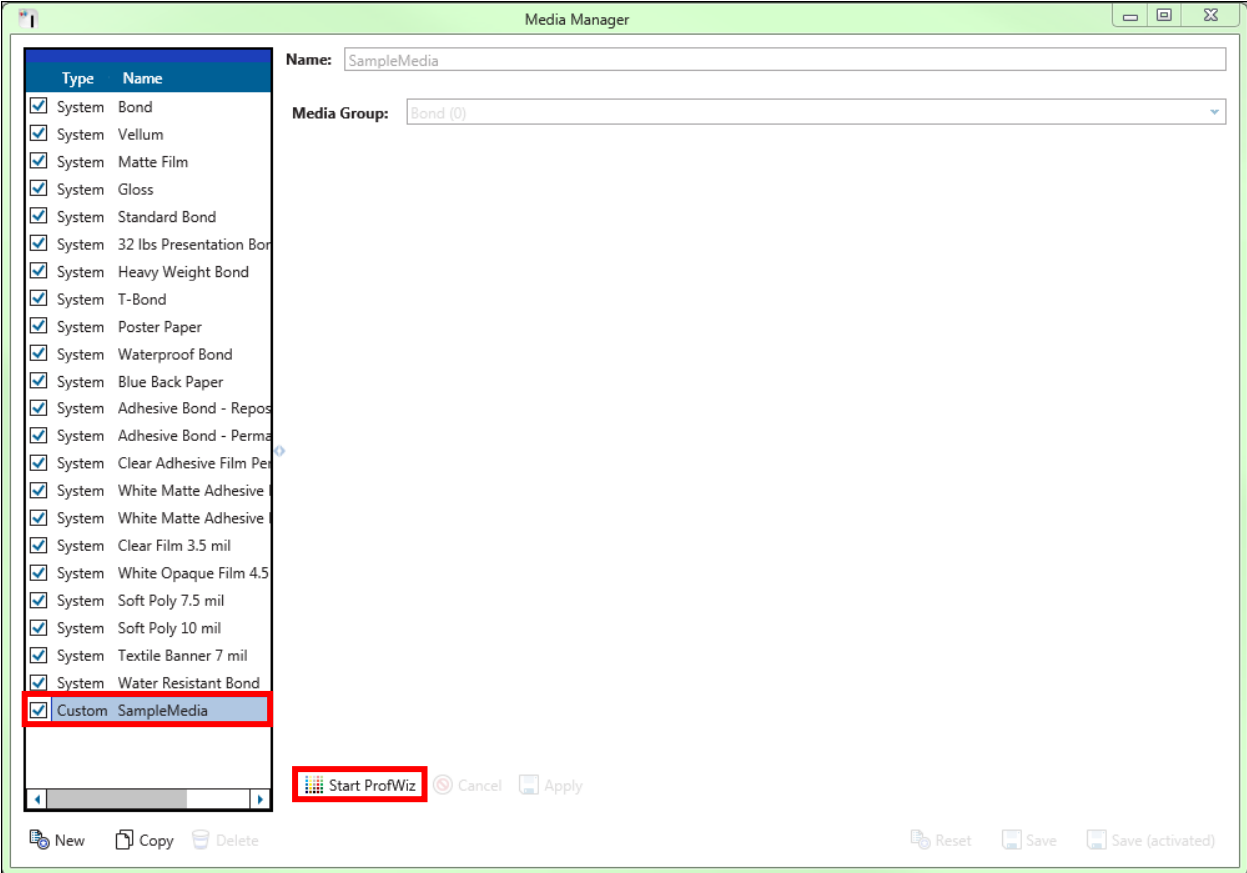 Media Manager
Name: SampleMedia
Type Name
Media Group: Bond (0)
System Bond
System Vellum
System Matte Film
System Gloss
System Standard Bond
System 32 lbs Presentation Bon
System Heavy Weight Bond
System T-Bond
System Poster Paper
System Waterproof Bond
System Blue Back Paper
System Adhesive Bond - Repos
System Adhesive Bond - Perma
System Clear Adhesive Film Per
System White Matte Adhesive
System White Matte Adhesive
System Clear Film 3.5 mil
System White Opaque Film 4.5
System Soft Poly 7.5 mil
System Soft Poly 10 mil
System Textile Banner 7 mil
System Water Resistant Bond
Custom SampleMedia
Start ProfWiz Cancel Apply
New Copy Delete Reset Save Save (activated)